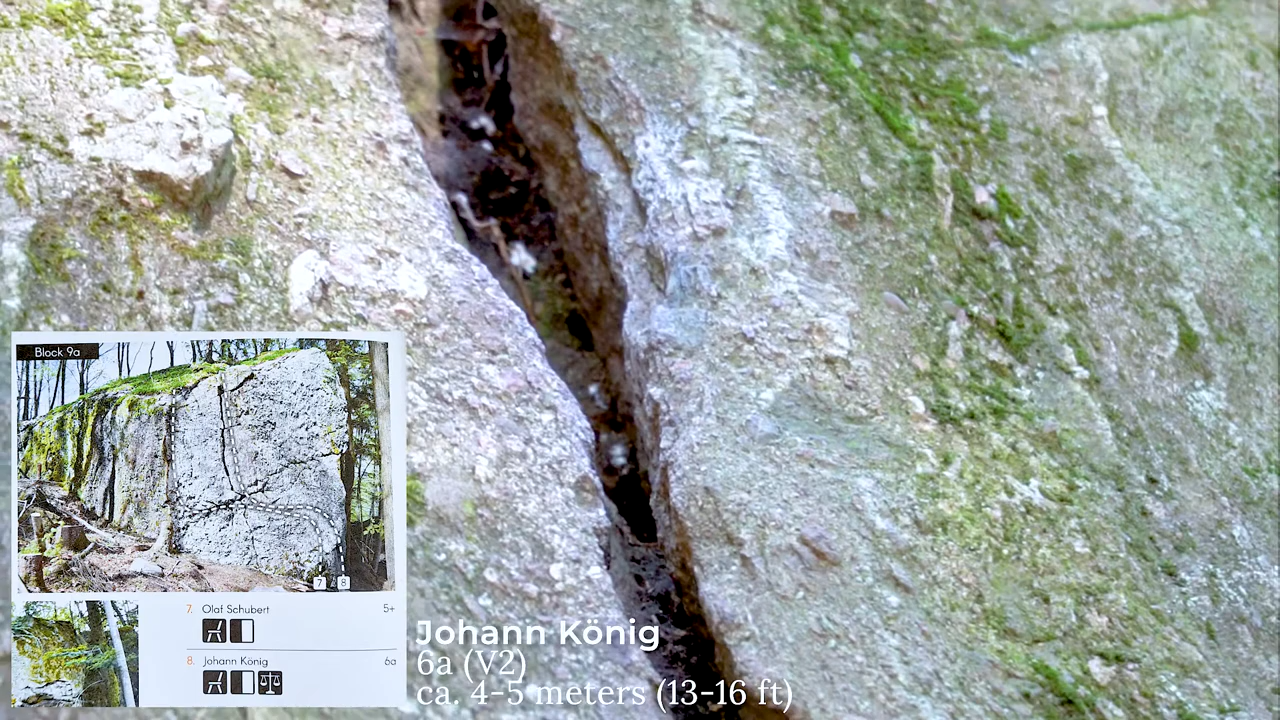 Block 9a
7 8
7. Olaf Schubert 5+
8. Johann König 6a
Johann König
6a (V2)
ca. 4-5 meters (13-16 ft)